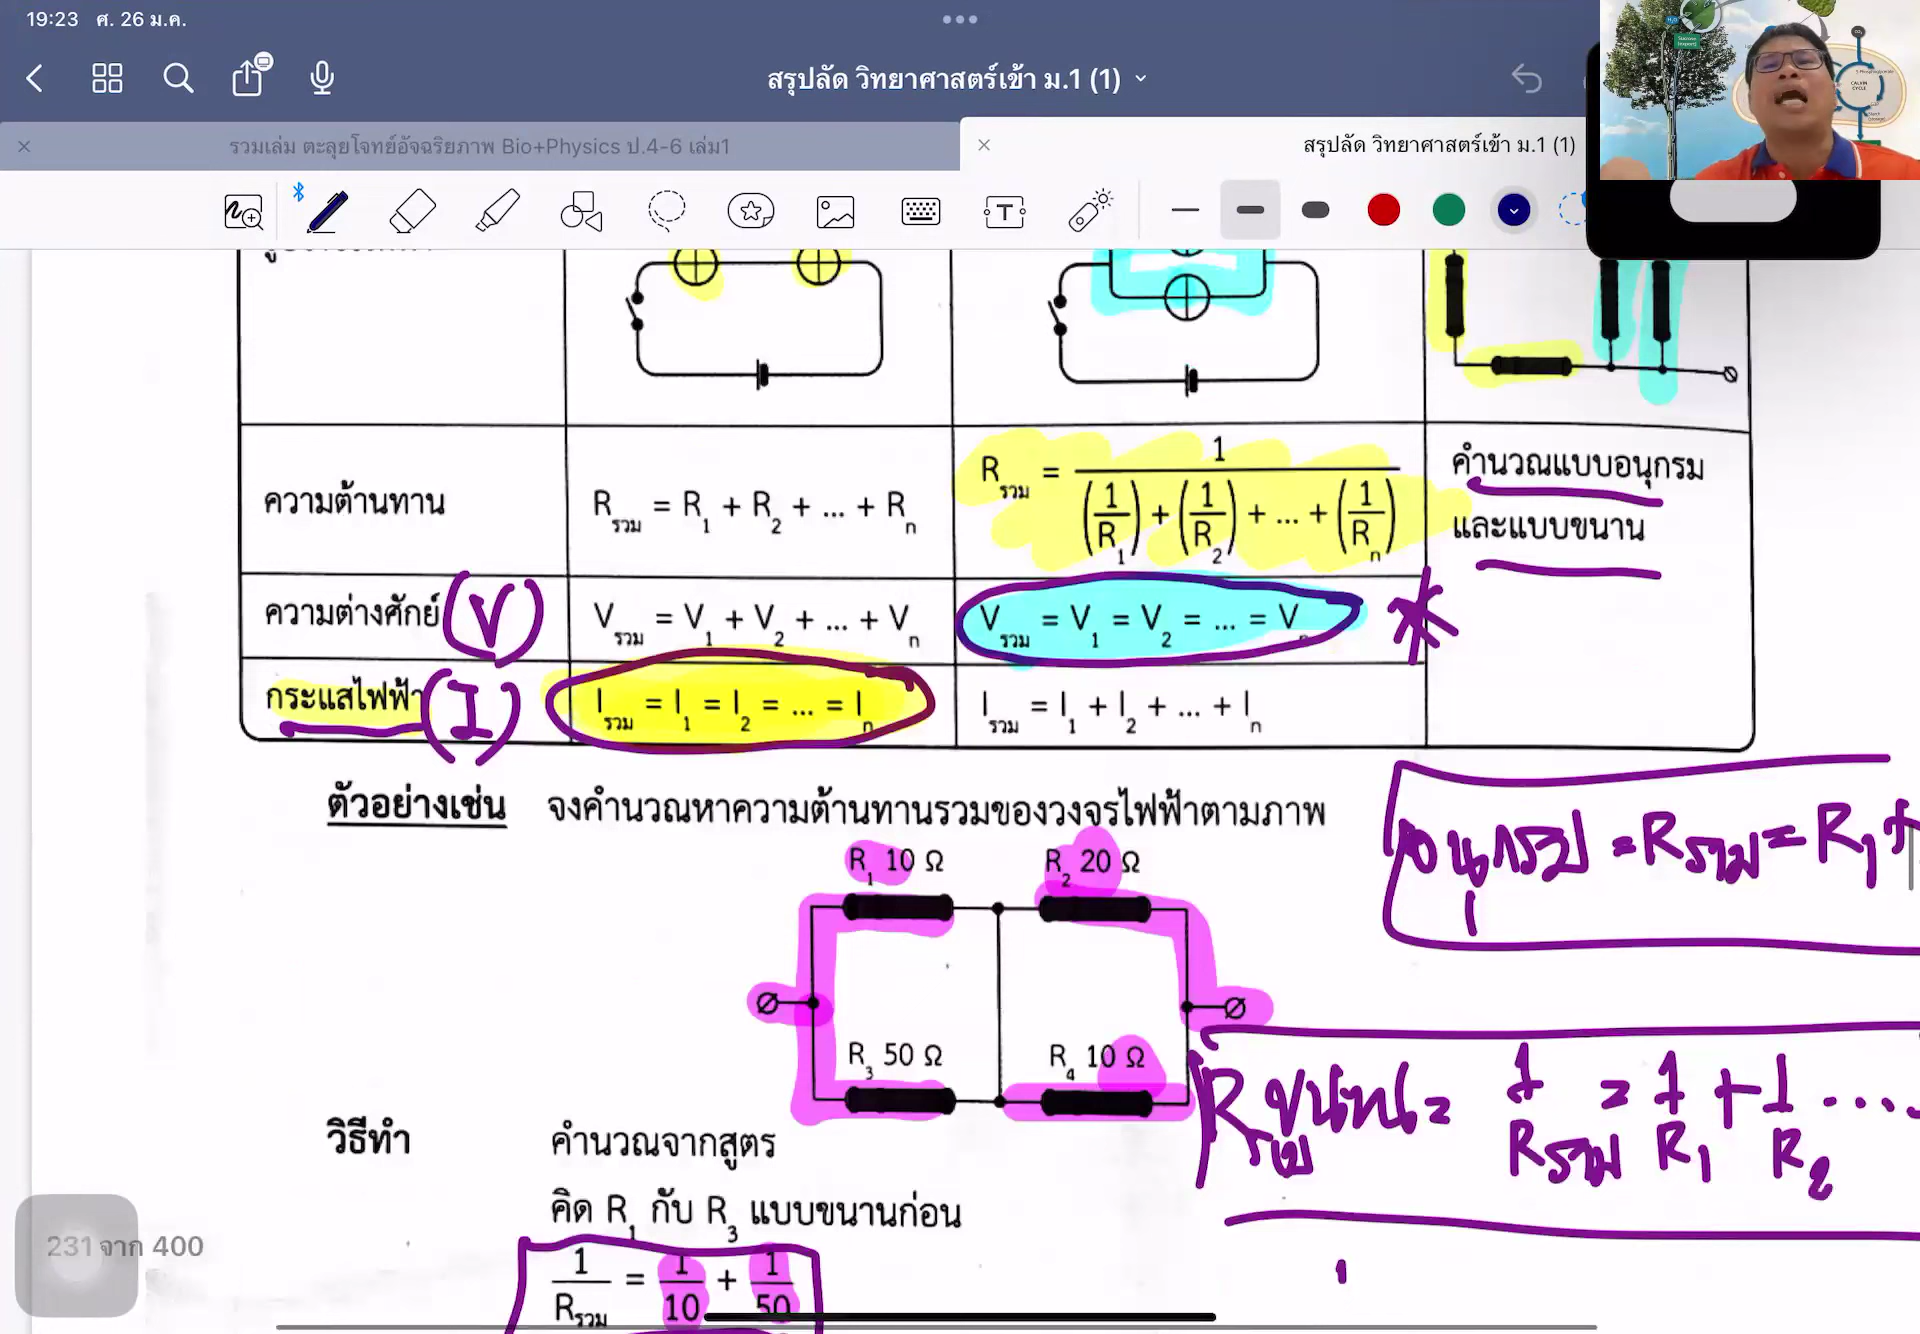 19:23 ศ. 26 ม.ค.
สรุปลัด วิทยาศาสตร์เข้า ม.1 (1)
รวมเล่ม ตะลุยโจทย์อัจฉริยภาพ Bio+Physics ป.4-6 เล่ม1
สรุปลัด วิทยาศาสตร์เข้า ม.1 (1)
CALVIN CYCLE
ความต้านทาน R รวม = R1 + R2 + ... + Rn
R รวม = 1 / (1/R1) + (1/R2) + ... + (1/Rn)
คำนวณแบบอนุกรม
และแบบขนาน
ความต่างศักย์ (V) V รวม = V1 + V2 + ... + Vn
V รวม = V1 = V2 = ... = Vn
กระแสไฟฟ้า (I) I รวม = I1 = I2 = ... = In
I รวม = I1 + I2 + ... + In
ตัวอย่างเช่น จงคำนวณหาความต้านทานรวมของวงจรไฟฟ้าตามภาพ
R1 10 Ω R2 20 Ω
อนุกรม = Rรวม = R1 +
R3 50 Ω R4 10 Ω
Rรวม ขนาน = 1/Rรวม = 1/R1 + 1/R2 ....
วิธีทำ คำนวณจากสูตร
คิด R1 กับ R3 แบบขนานก่อน
1/Rรวม = 1/10 + 1/50
231 จาก 400